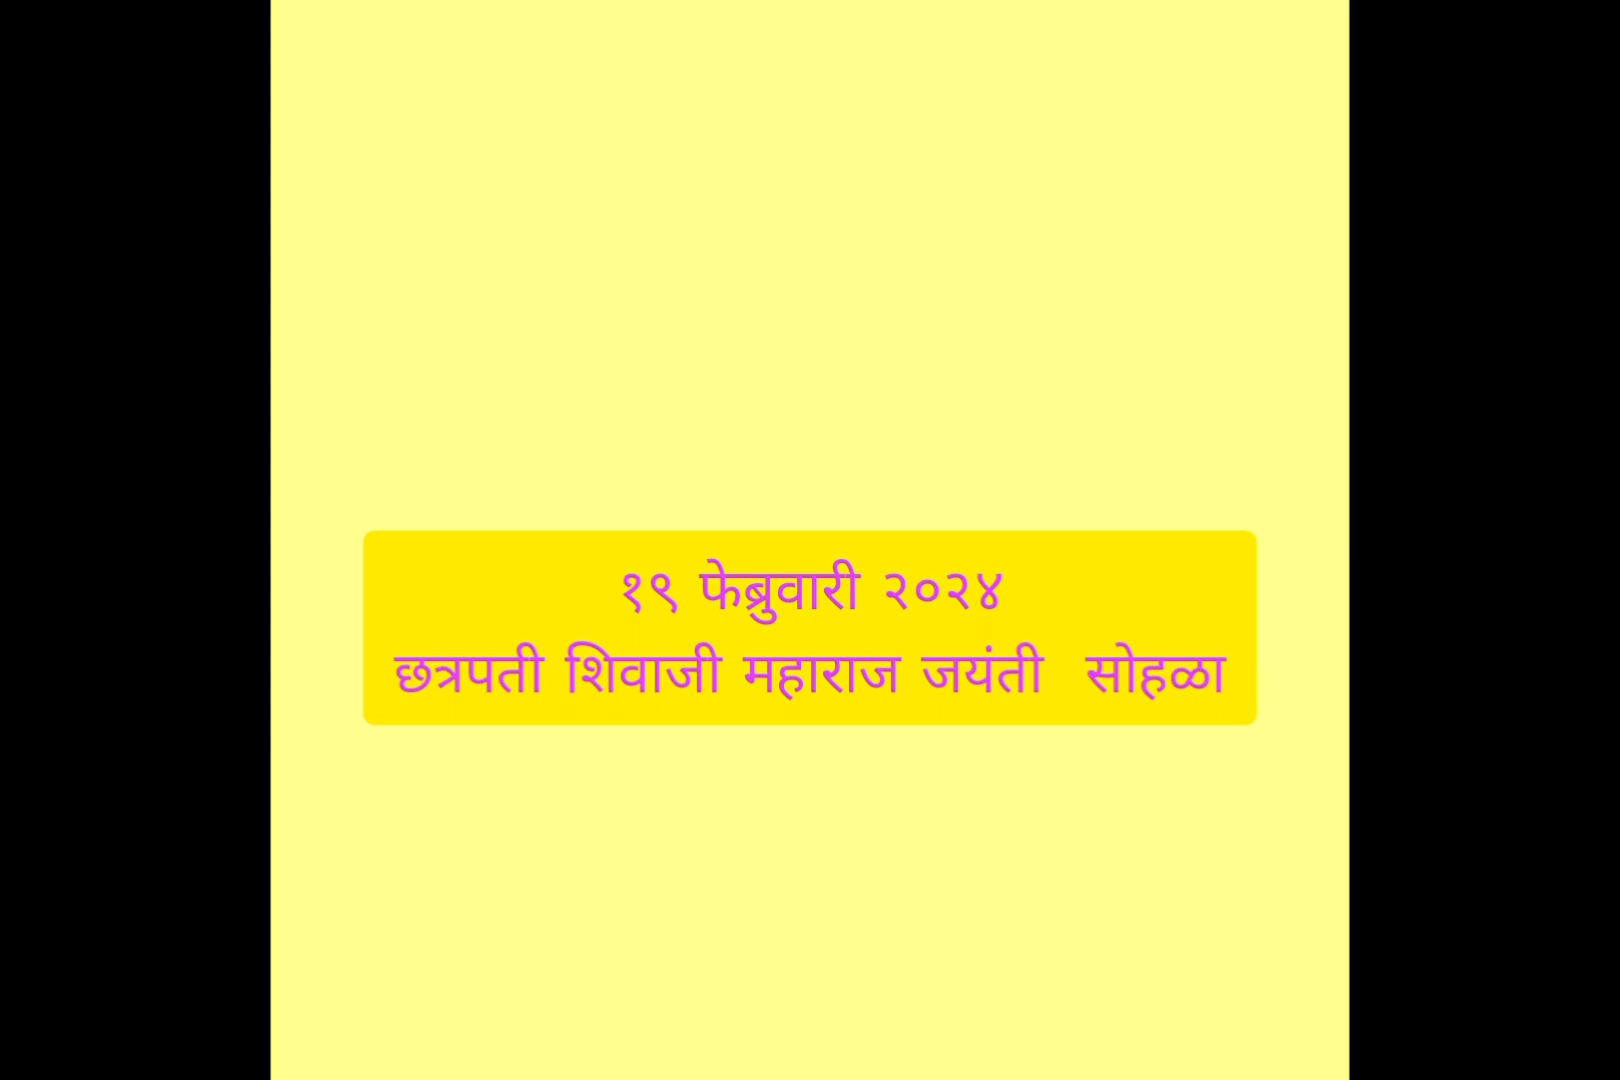 १९ फेब्रुवारी २०२४
छत्रपती शिवाजी महाराज जयंती सोहळा